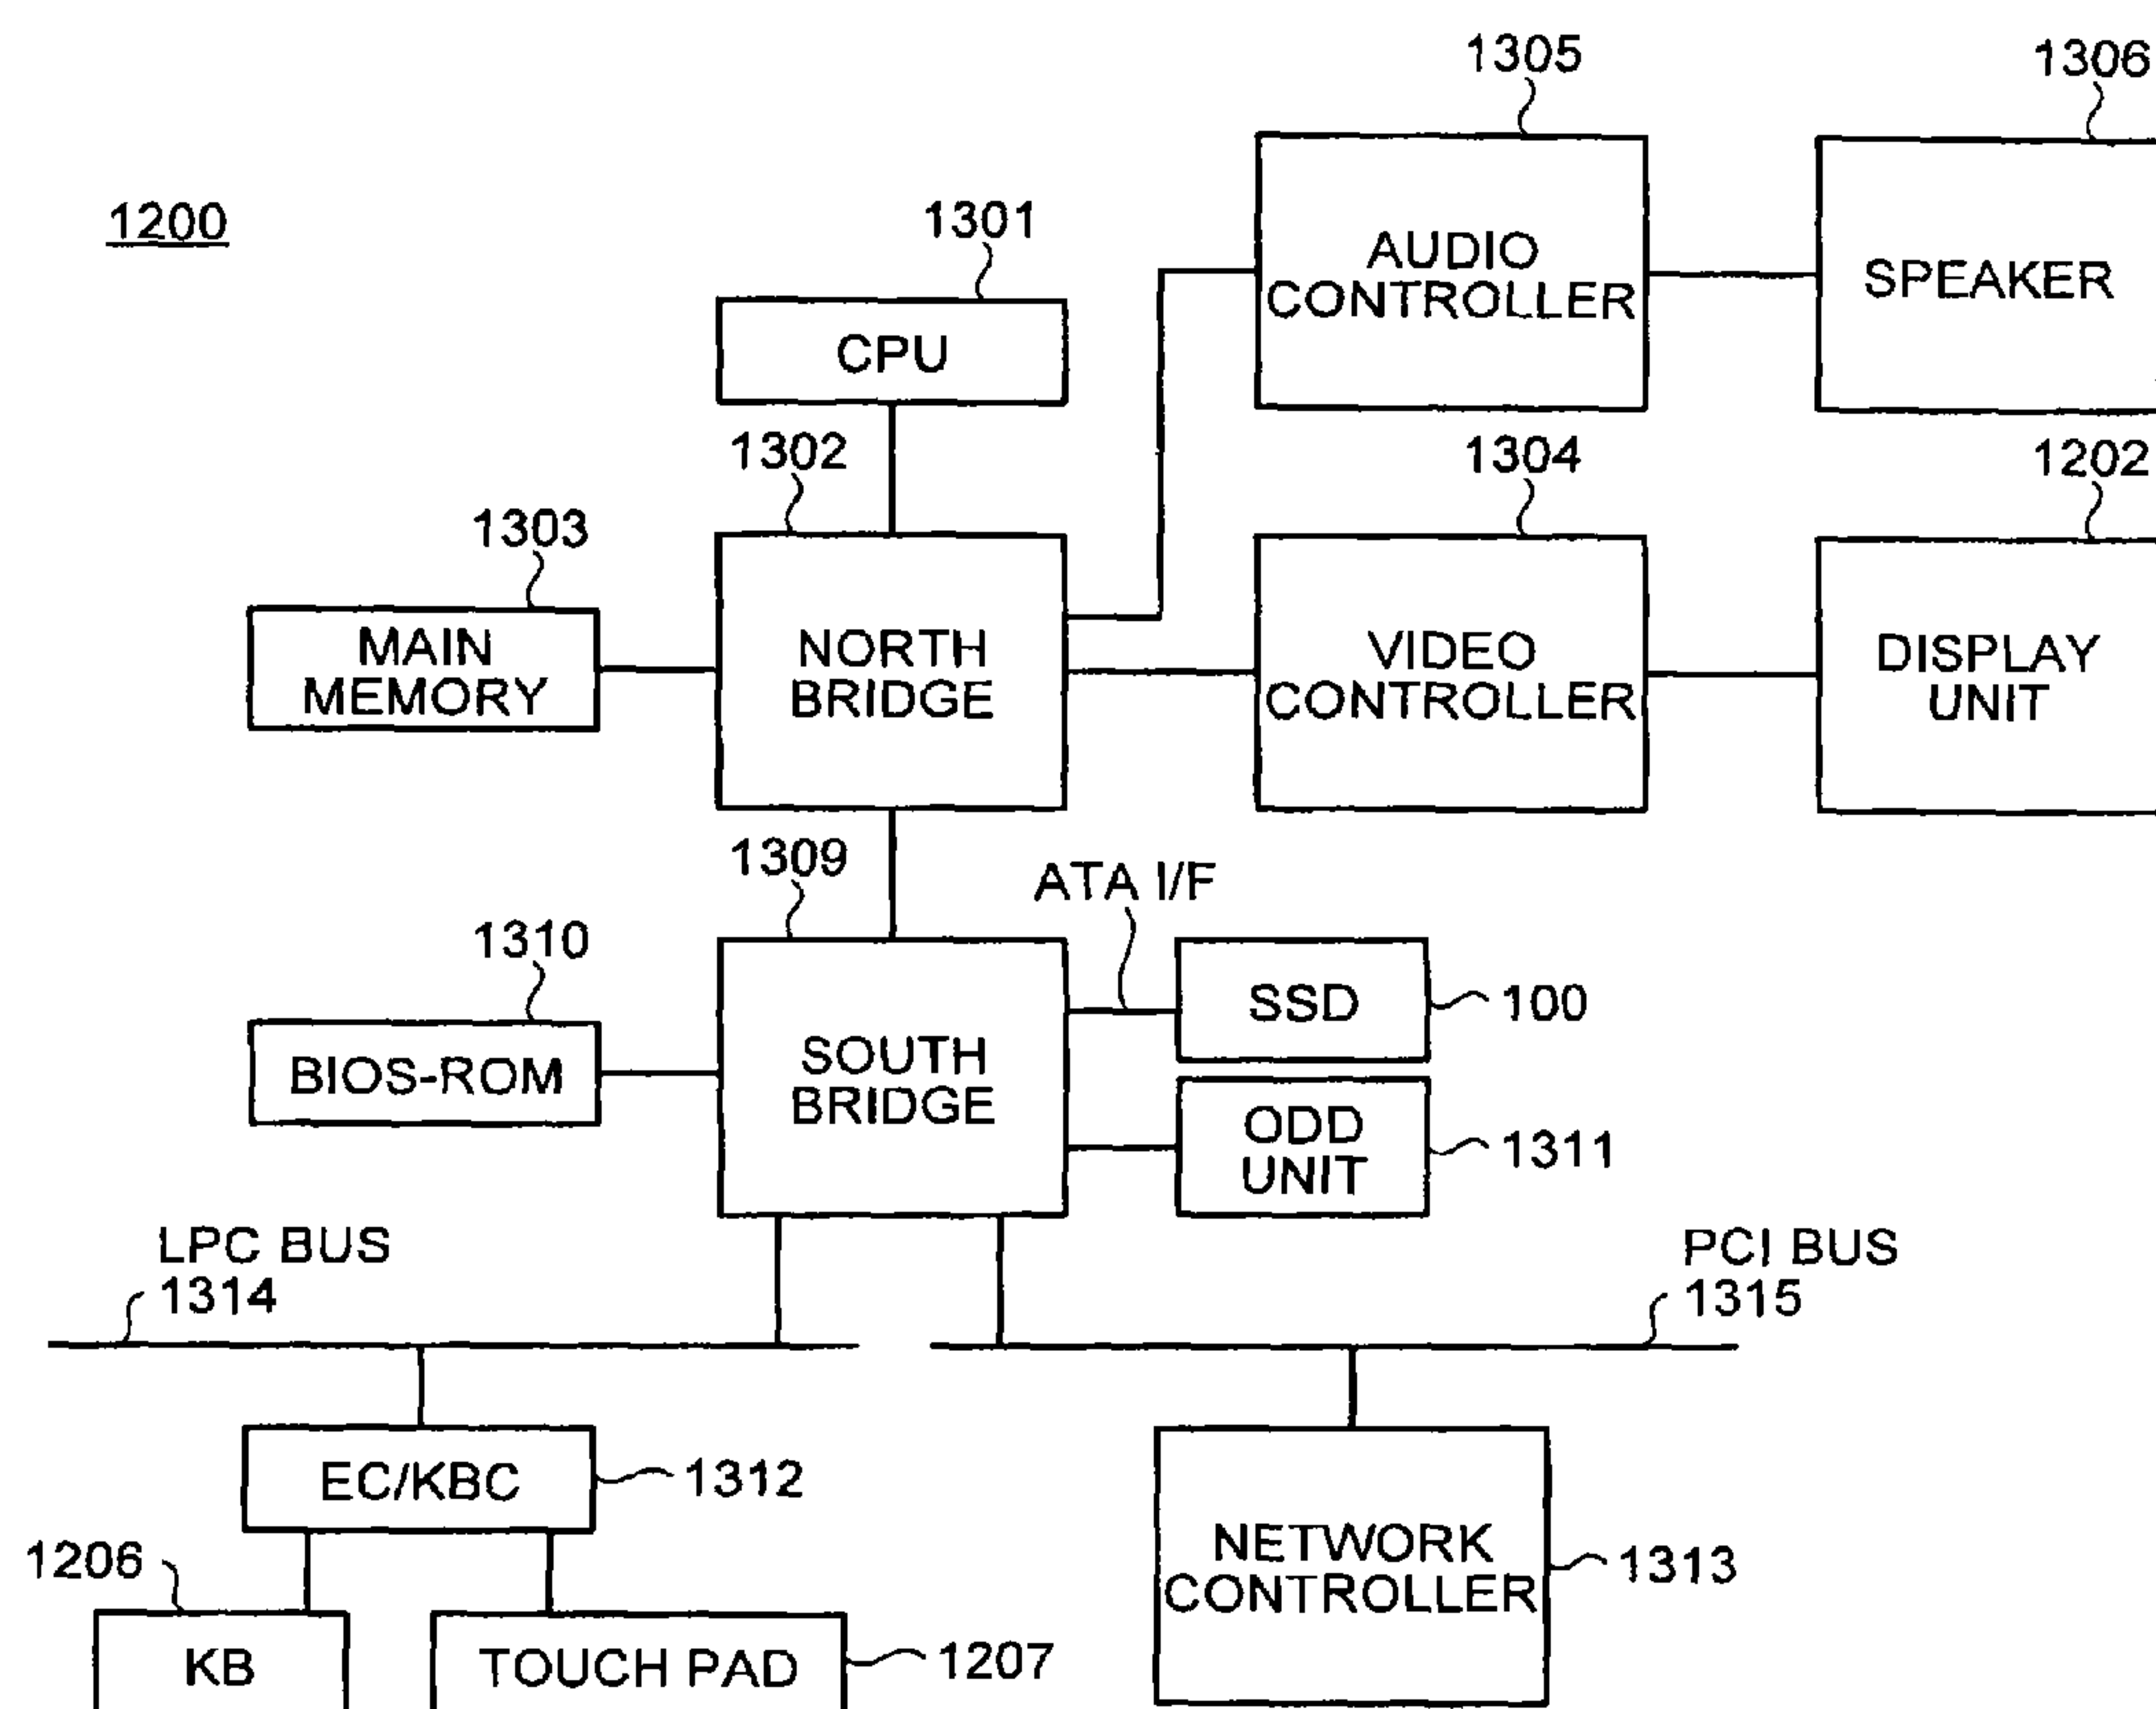 1305
1306
1200
1301
AUDIO
CONTROLLER
SPEAKER
CPU
1302
1304
1202
1303
MAIN
MEMORY
NORTH
BRIDGE
VIDEO
CONTROLLER
DISPLAY
UNIT
1309
ATA I/F
1310
SSD
100
BIOS-ROM
SOUTH
BRIDGE
ODD
UNIT
1311
LPC BUS
1314
PCI BUS
1315
EC/KBC
1312
1206
NETWORK
CONTROLLER
1313
KB
TOUCH PAD
1207